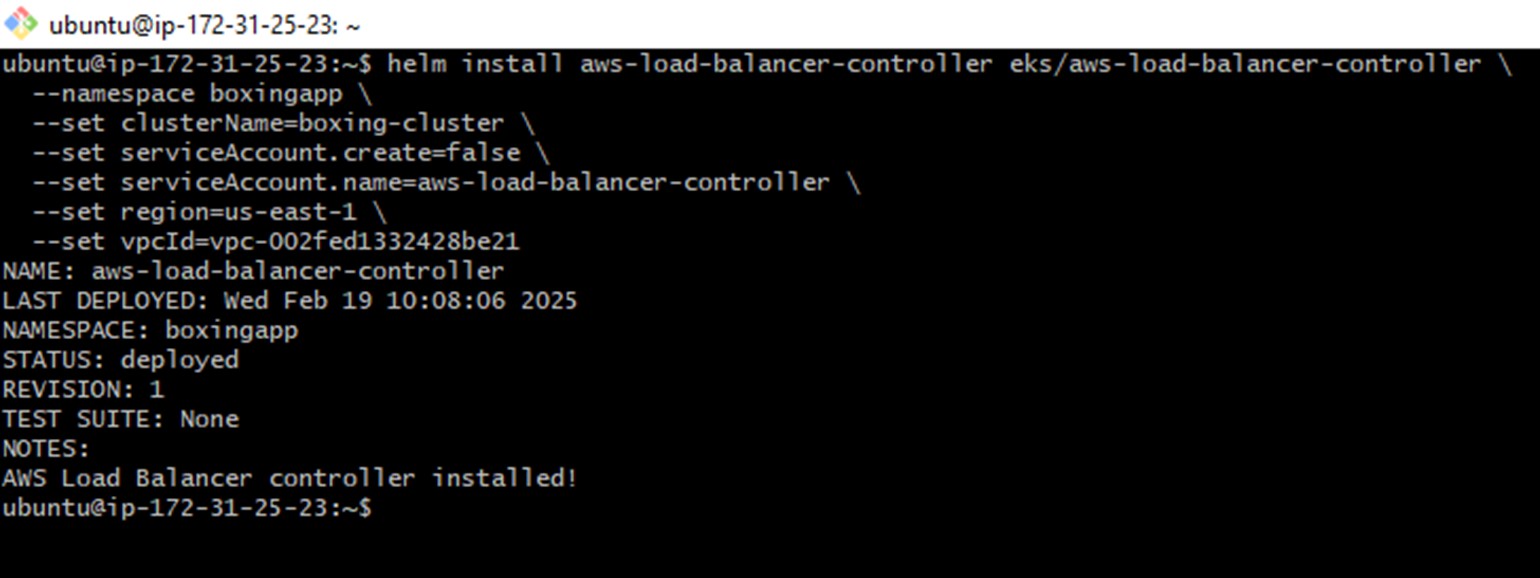 ubuntu@ip-172-31-25-23: ~
ubuntu@ip-172-31-25-23:~$ helm install aws-load-balancer-controller eks/aws-load-balancer-controller \
  --namespace boxingapp \
  --set clusterName=boxing-cluster \
  --set serviceAccount.create=false \
  --set serviceAccount.name=aws-load-balancer-controller \
  --set region=us-east-1 \
  --set vpcId=vpc-002fed1332428be21
NAME: aws-load-balancer-controller
LAST DEPLOYED: Wed Feb 19 10:08:06 2025
NAMESPACE: boxingapp
STATUS: deployed
REVISION: 1
TEST SUITE: None
NOTES:
AWS Load Balancer controller installed!
ubuntu@ip-172-31-25-23:~$